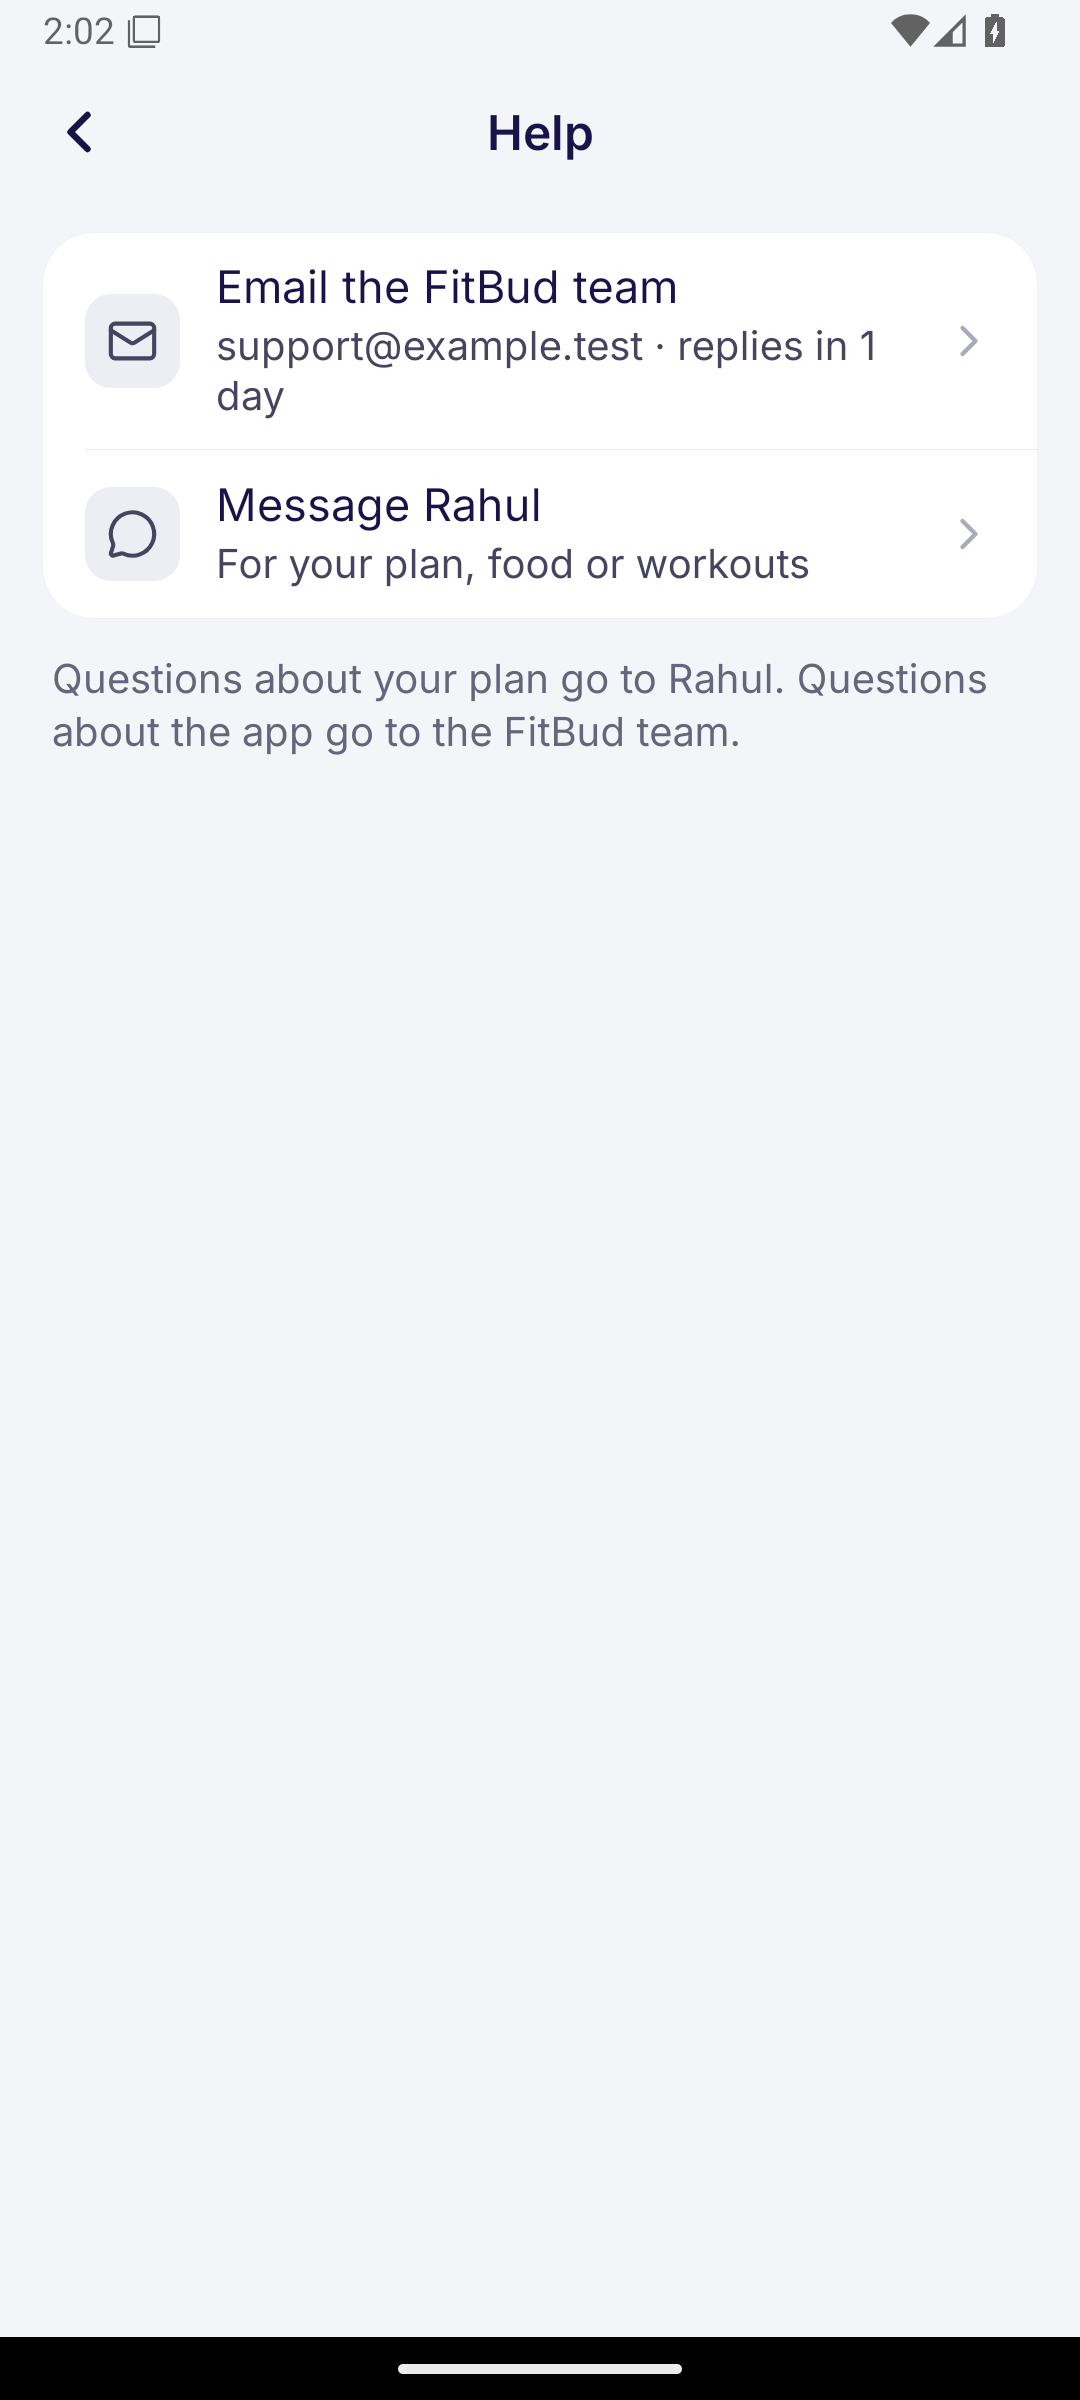 2:02
Help
Email the FitBud team
support@example.test · replies in 1
day
Message Rahul
For your plan, food or workouts
Questions about your plan go to Rahul. Questions
about the app go to the FitBud team.